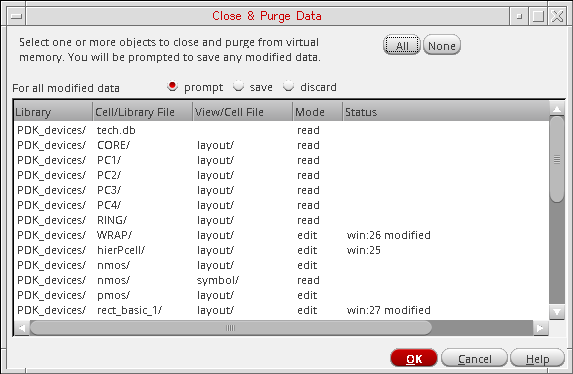 Close & Purge Data
Select one or more objects to close and purge from virtual
memory. You will be prompted to save any modified data.
All None
For all modified data prompt save discard
Library Cell/Library File View/Cell File Mode Status
PDK_devices/ tech.db read
PDK_devices/ CORE/ layout/ read
PDK_devices/ PC1/ layout/ read
PDK_devices/ PC2/ layout/ read
PDK_devices/ PC3/ layout/ read
PDK_devices/ PC4/ layout/ read
PDK_devices/ RING/ layout/ read
PDK_devices/ WRAP/ layout/ edit win:26 modified
PDK_devices/ hierPcell/ layout/ edit win:25
PDK_devices/ nmos/ layout/ edit
PDK_devices/ nmos/ symbol/ read
PDK_devices/ pmos/ layout/ edit
PDK_devices/ rect_basic_1/ layout/ edit win:27 modified
OK Cancel Help